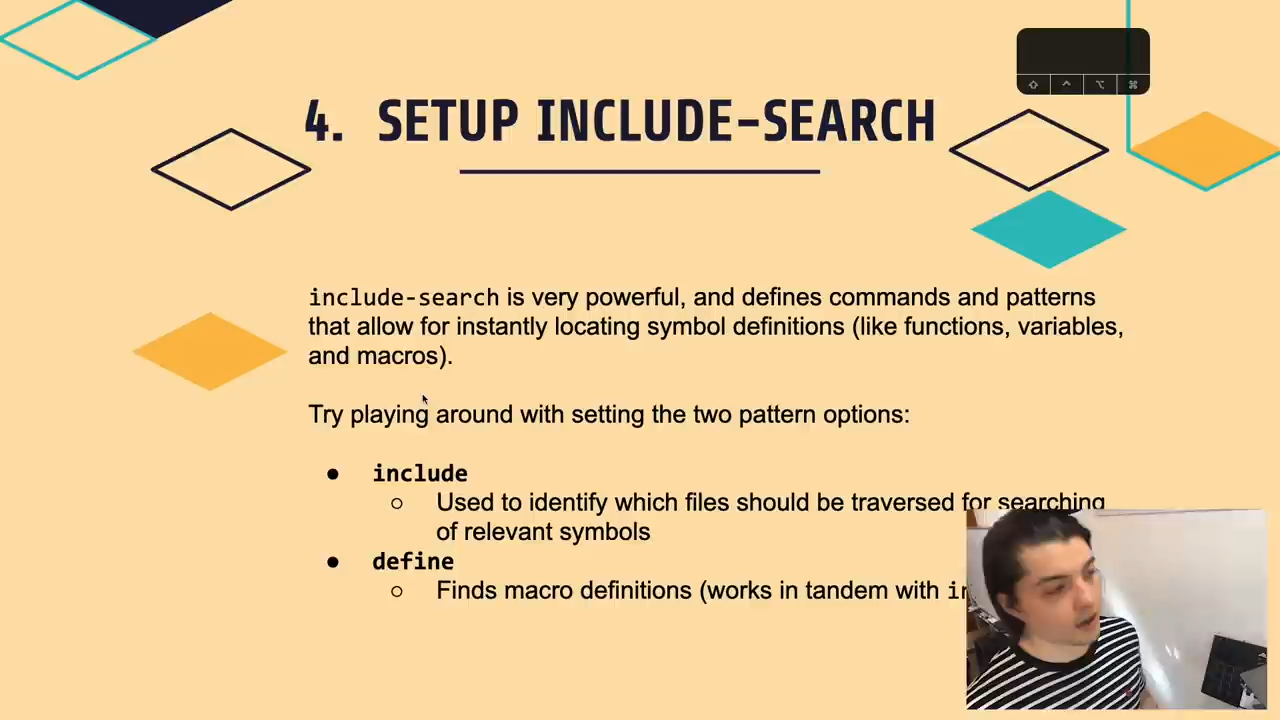 4. SETUP INCLUDE-SEARCH
include-search is very powerful, and defines commands and patterns
that allow for instantly locating symbol definitions (like functions, variables,
and macros).
Try playing around with setting the two pattern options:
● include
○ Used to identify which files should be traversed for searching
of relevant symbols
● define
○ Finds macro definitions (works in tandem with